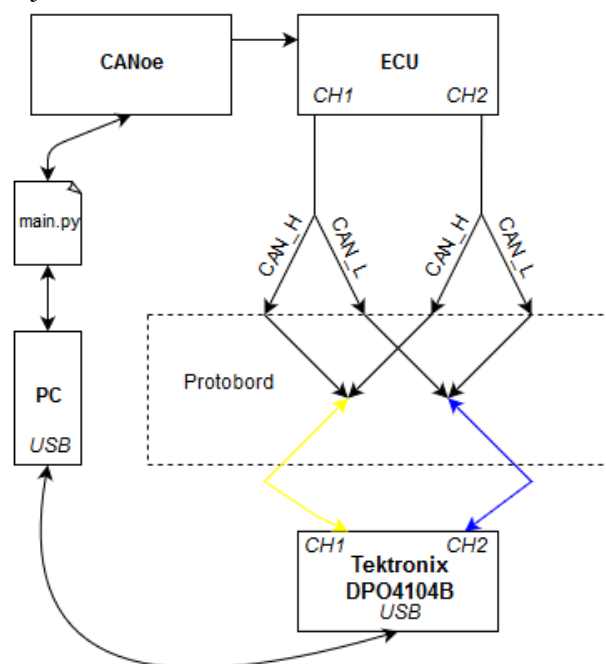 CANoe
ECU
CH1
CH2
CAN_H
CAN_L
CAN_H
CAN_L
main.py
Protobord
PC
USB
CH1
CH2
Tektronix
DPO4104B
USB